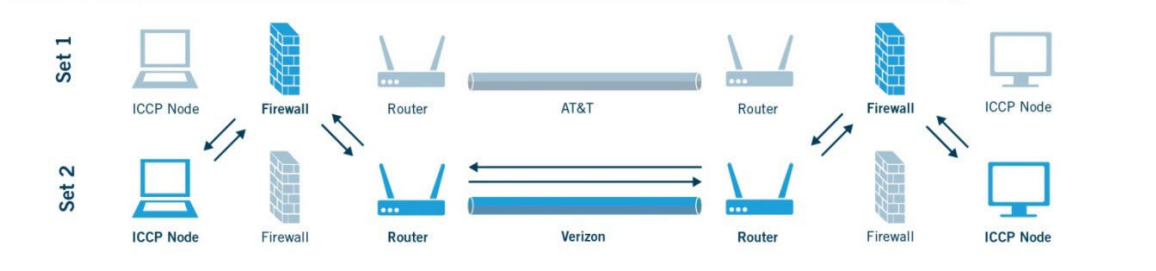 Set 1
ICCP Node Firewall Router AT&T Router Firewall ICCP Node
Set 2
ICCP Node Firewall Router Verizon Router Firewall ICCP Node